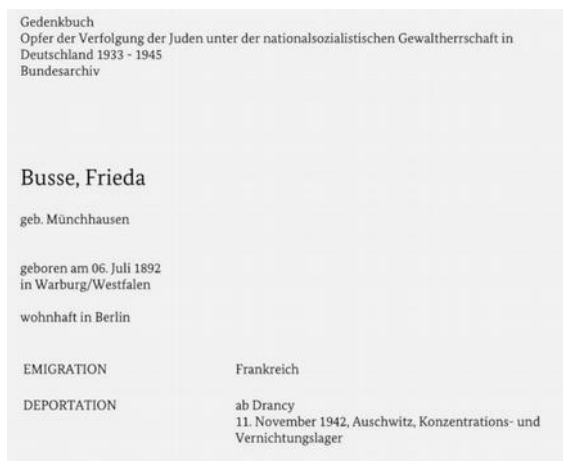 Gedenkbuch
Opfer der Verfolgung der Juden unter der nationalsozialistischen Gewaltherrschaft in
Deutschland 1933 - 1945
Bundesarchiv
Busse, Frieda
geb. Münchhausen
geboren am 06. Juli 1892
in Warburg/Westfalen
wohnhaft in Berlin
EMIGRATION Frankreich
DEPORTATION ab Drancy
11. November 1942, Auschwitz, Konzentrations- und
Vernichtungslager